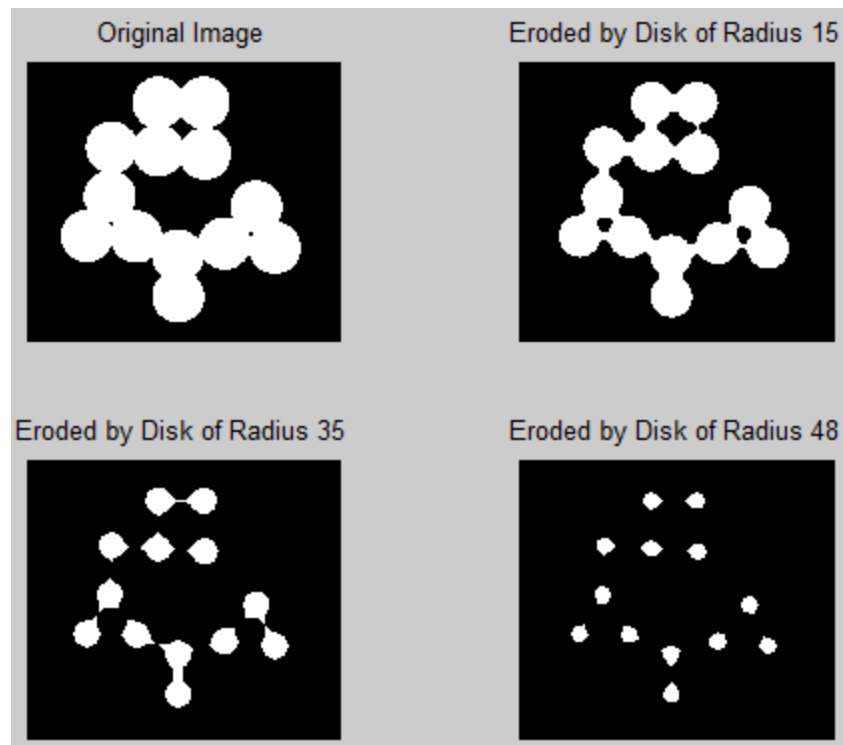 Original Image
Eroded by Disk of Radius 15
Eroded by Disk of Radius 35
Eroded by Disk of Radius 48